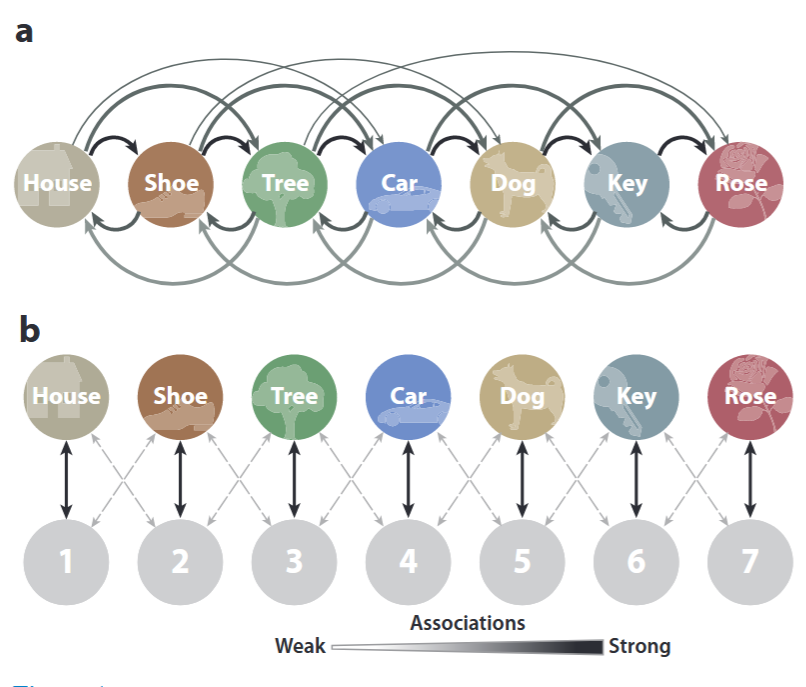 a
House Shoe Tree Car Dog Key Rose
b
House Shoe Tree Car Dog Key Rose
1 2 3 4 5 6 7
Associations
Weak Strong